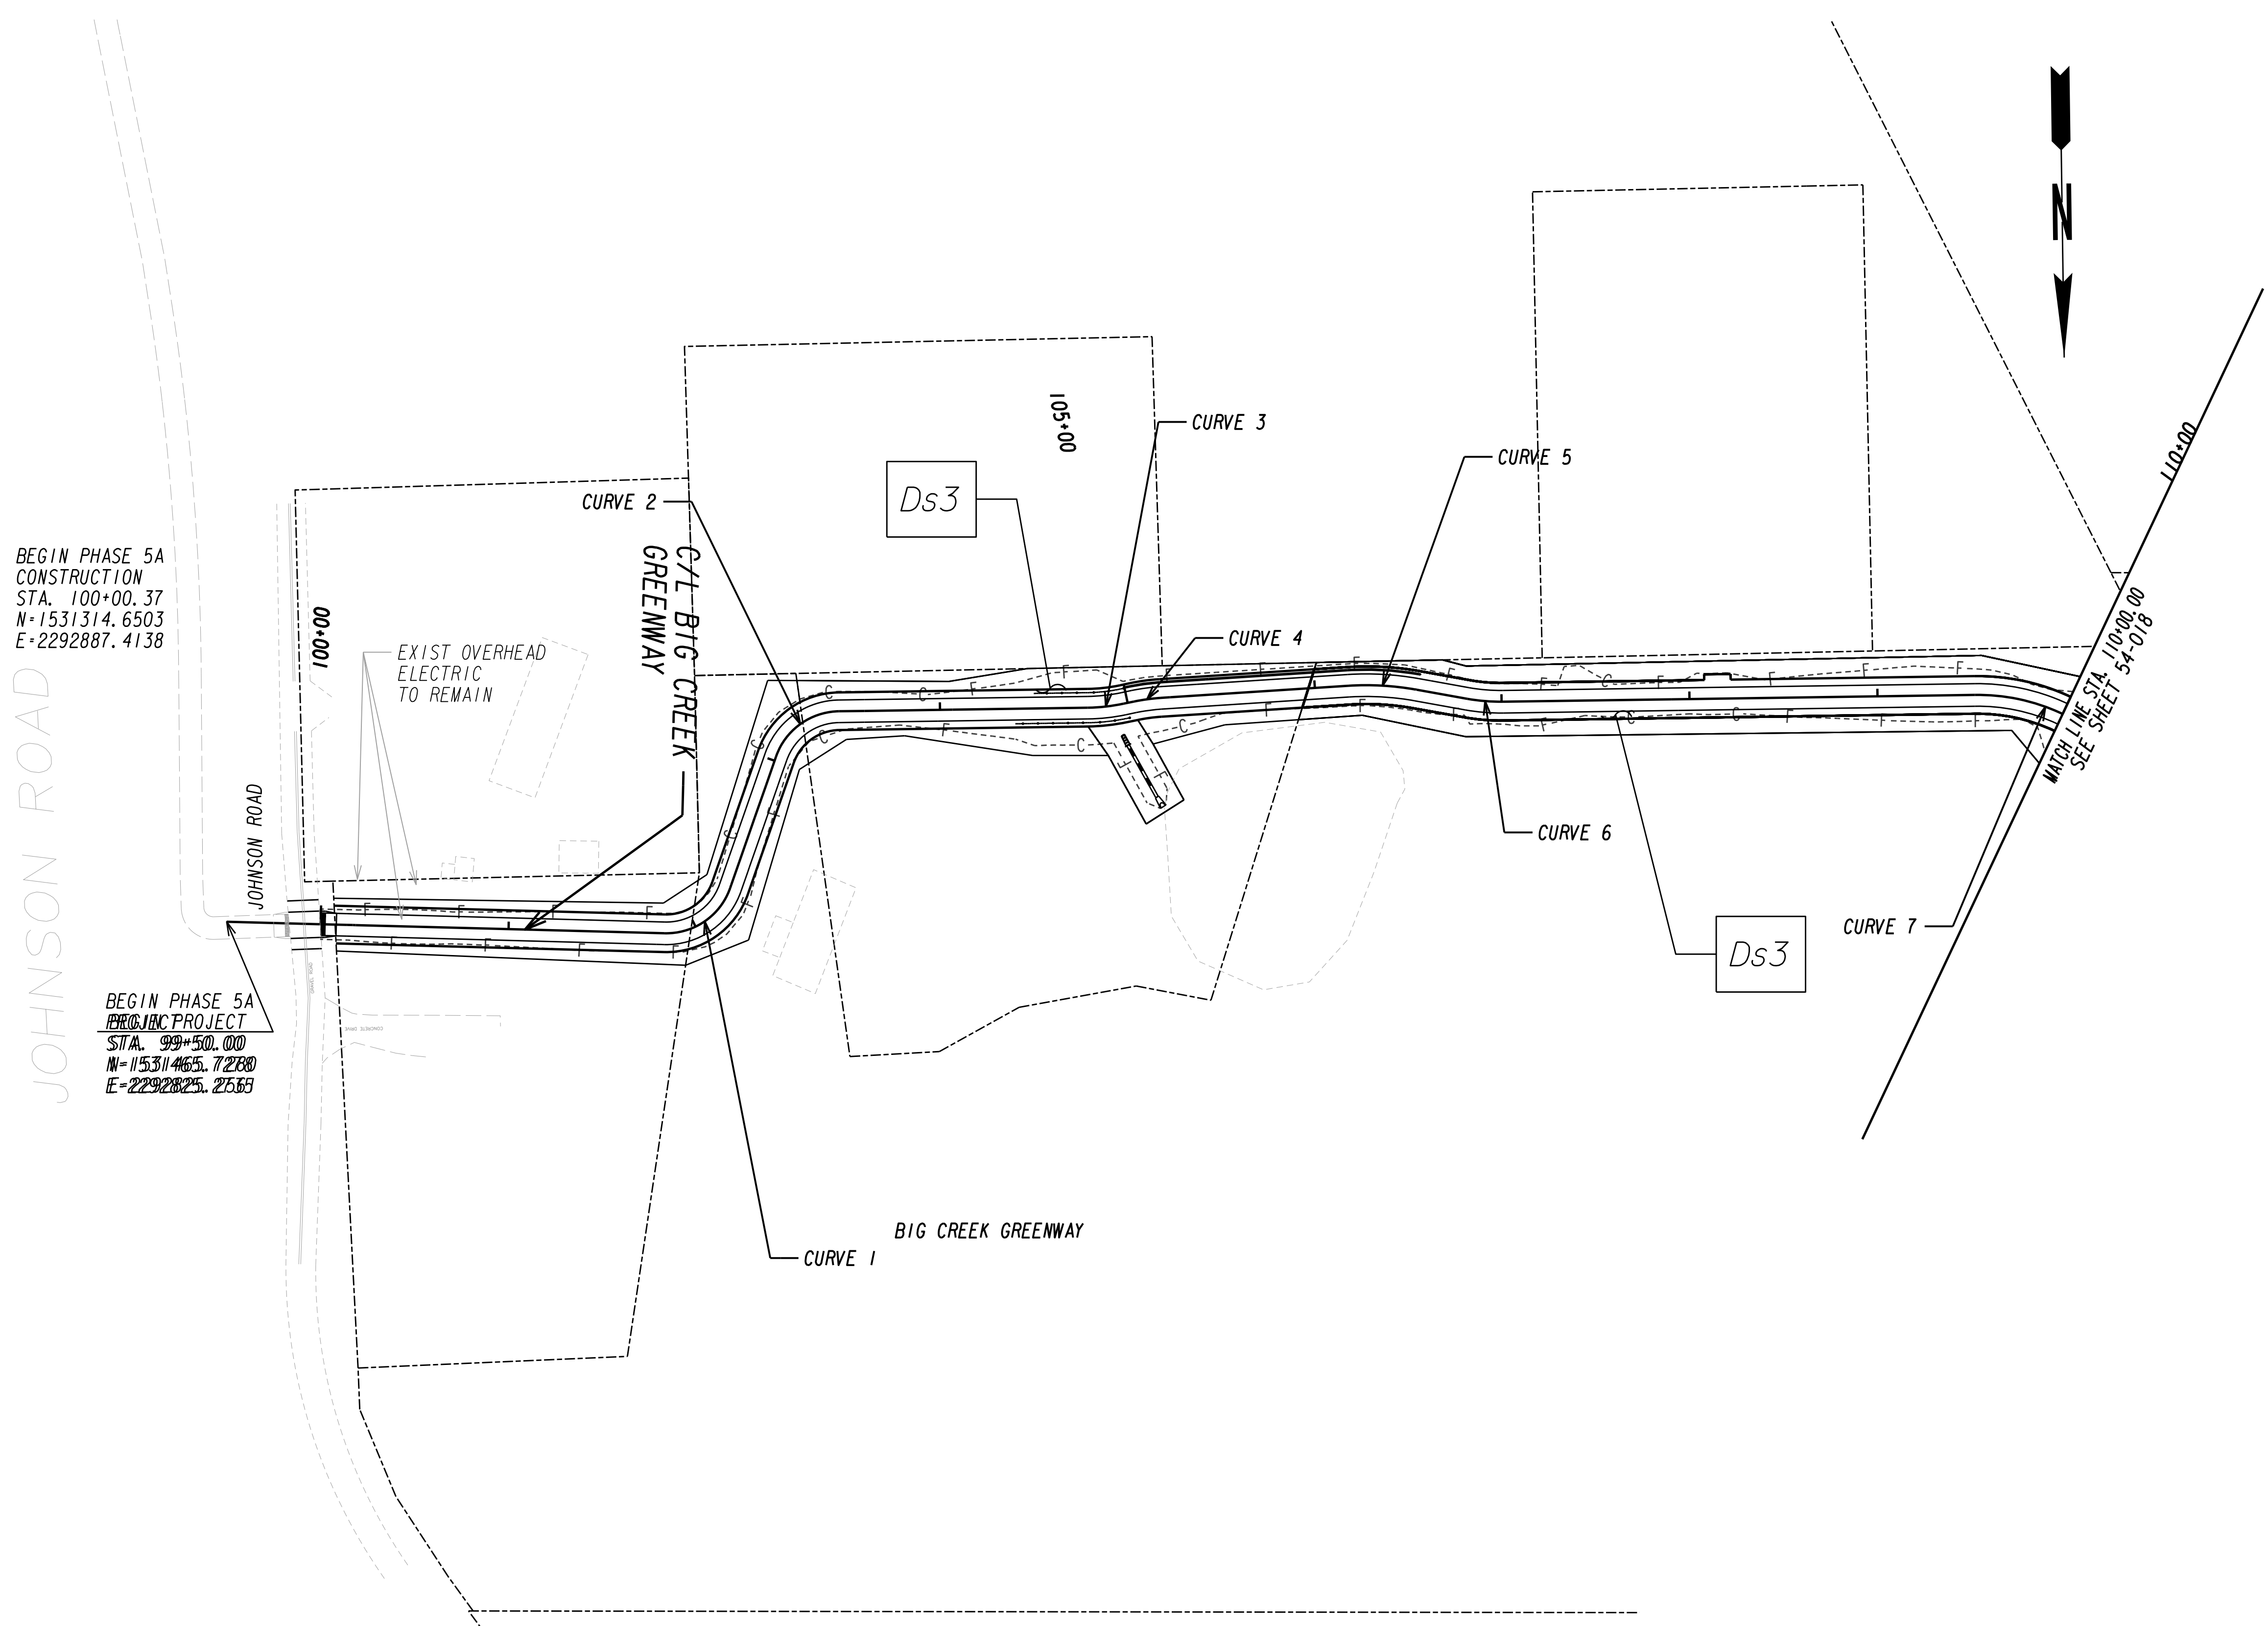 N
110+00
CURVE 3
105+00
CURVE 5
Ds3
CURVE 2
C/L BIG CREEK
GREENWAY
BEGIN PHASE 5A
CONSTRUCTION
STA. 100+00.37
N=1531314.6503
E=2292887.4138
100+00
EXIST OVERHEAD
ELECTRIC
TO REMAIN
CURVE 4
MATCH LINE STA. 110+00.00
SEE SHEET 54-018
JOHNSON ROAD
JOHNSON ROAD
CURVE 6
CURVE 7
Ds3
BEGIN PHASE 5A
BEGIN PROJECT
STA. 99+50.00
CONCRETE DRIVE
BIG CREEK GREENWAY
CURVE 1
F
F
F
F
F
F
F
F
C
C
C
C
C
F
F
F
F
F
F
C
C
F
F
F
F
F
F
F
C
F
F
F
F
F
C
C
F
F